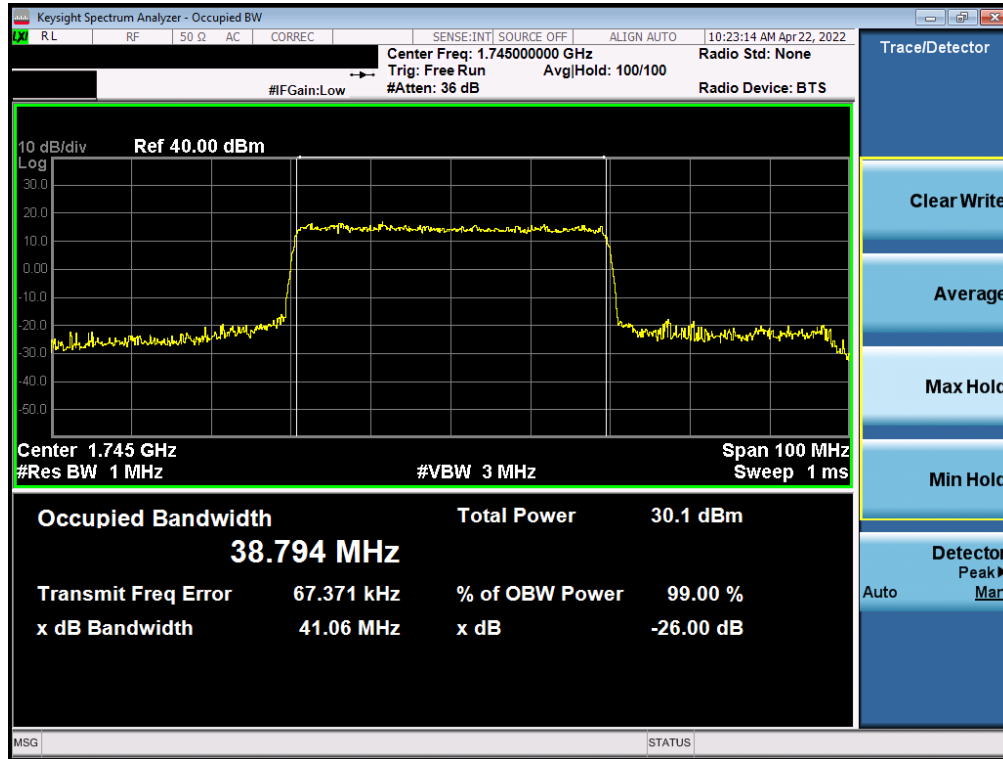 Keysight Spectrum Analyzer - Occupied BW
LXI RL RF 50 Ω AC CORREC SENSE:INT SOURCE OFF ALIGN AUTO 10:23:14 AM Apr 22, 2022
Center Freq: 1.745000000 GHz Radio Std: None
Trig: Free Run Avg|Hold: 100/100
#IFGain:Low #Atten: 36 dB Radio Device: BTS
Trace/Detector
10 dB/div Ref 40.00 dBm
Log
30.0
20.0
10.0
0.00
-10.0
-20.0
-30.0
-40.0
-50.0
Center 1.745 GHz Span 100 MHz
#Res BW 1 MHz #VBW 3 MHz Sweep 1 ms
Clear Write
Average
Max Hold
Min Hold
Detector
Peak▶
Auto Man
Occupied Bandwidth Total Power 30.1 dBm
38.794 MHz
Transmit Freq Error 67.371 kHz % of OBW Power 99.00 %
x dB Bandwidth 41.06 MHz x dB -26.00 dB
MSG STATUS